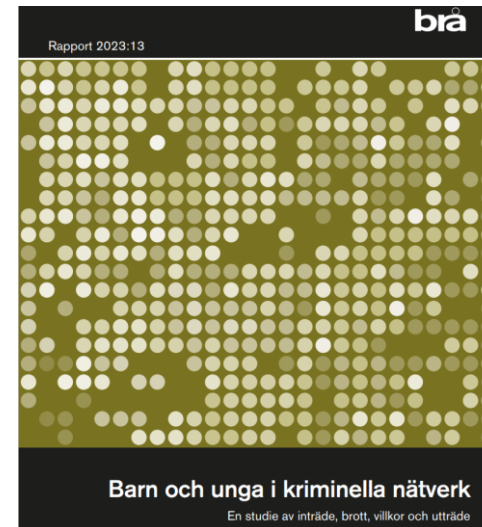 brå
Rapport 2023:13
Barn och unga i kriminella nätverk
En studie av inträde, brott, villkor och utträde